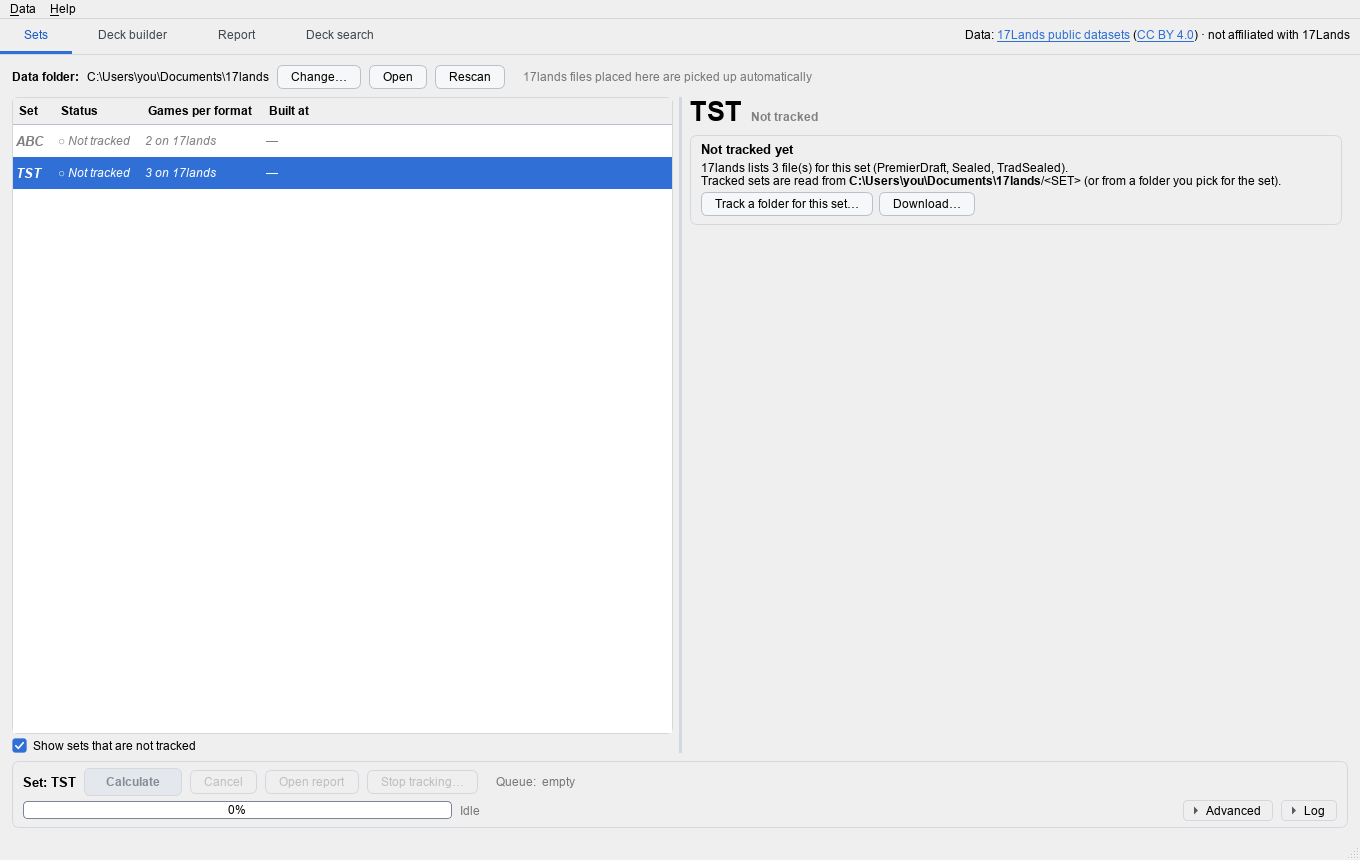 Data Help
Sets Deck builder Report Deck search Data: 17Lands public datasets (CC BY 4.0) · not affiliated with 17Lands
Data folder: C:\Users\you\Documents\17lands Change… Open Rescan 17lands files placed here are picked up automatically
Set Status Games per format Built at
ABC ○ Not tracked 2 on 17lands —
TST ○ Not tracked 3 on 17lands —
Show sets that are not tracked
TST Not tracked
Not tracked yet
17lands lists 3 file(s) for this set (PremierDraft, Sealed, TradSealed).
Tracked sets are read from C:\Users\you\Documents\17lands/<SET> (or from a folder you pick for the set).
Track a folder for this set… Download…
Set: TST Calculate Cancel Open report Stop tracking… Queue: empty
0% Idle Advanced Log